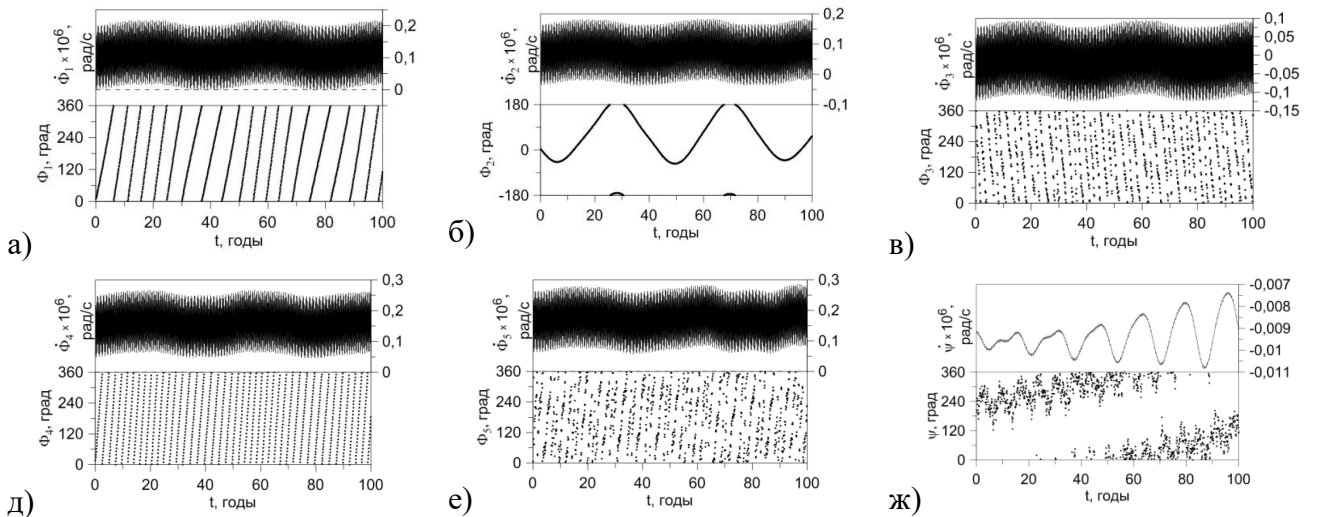 Φ̇₁ × 10⁶, рад/с
0,2
0,1
0
360
240
120
0
Φ₁, град
0 20 40 60 80 100
t, годы
а)
Φ̇₂ × 10⁶, рад/с
0,2
0,1
0
-0,1
180
0
-180
Φ₂, град
0 20 40 60 80 100
t, годы
б)
Φ̇₃ × 10⁶, рад/с
0,1
0,05
0
-0,05
-0,1
-0,15
360
240
120
0
Φ₃, град
0 20 40 60 80 100
t, годы
в)
Φ̇₄ × 10⁶, рад/с
0,3
0,2
0,1
0
360
240
120
0
Φ₄, град
0 20 40 60 80 100
t, годы
д)
Φ̇₅ × 10⁶, рад/с
0,3
0,2
0,1
0
360
240
120
0
Φ₅, град
0 20 40 60 80 100
t, годы
е)
ψ̇ × 10⁶, рад/с
-0,007
-0,008
-0,009
-0,01
-0,011
360
240
120
0
ψ, град
0 20 40 60 80 100
t, годы
ж)